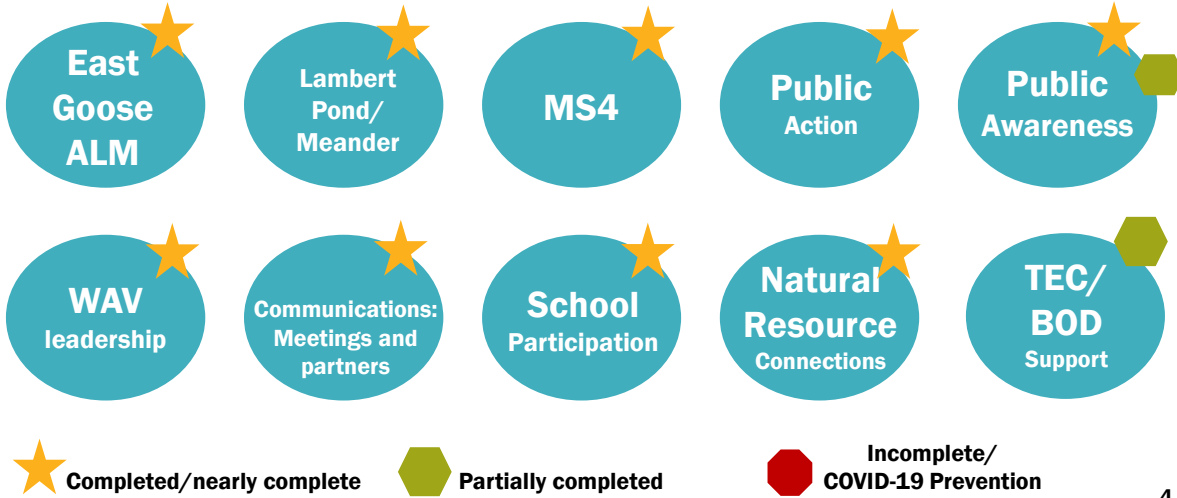 East
Goose
ALM
Lambert
Pond/
Meander
MS4
Public
Action
Public
Awareness
WAV
leadership
Communications:
Meetings and
partners
School
Participation
Natural
Resource
Connections
TEC/
BOD
Support
Completed/nearly complete
Partially completed
Incomplete/
COVID-19 Prevention
4